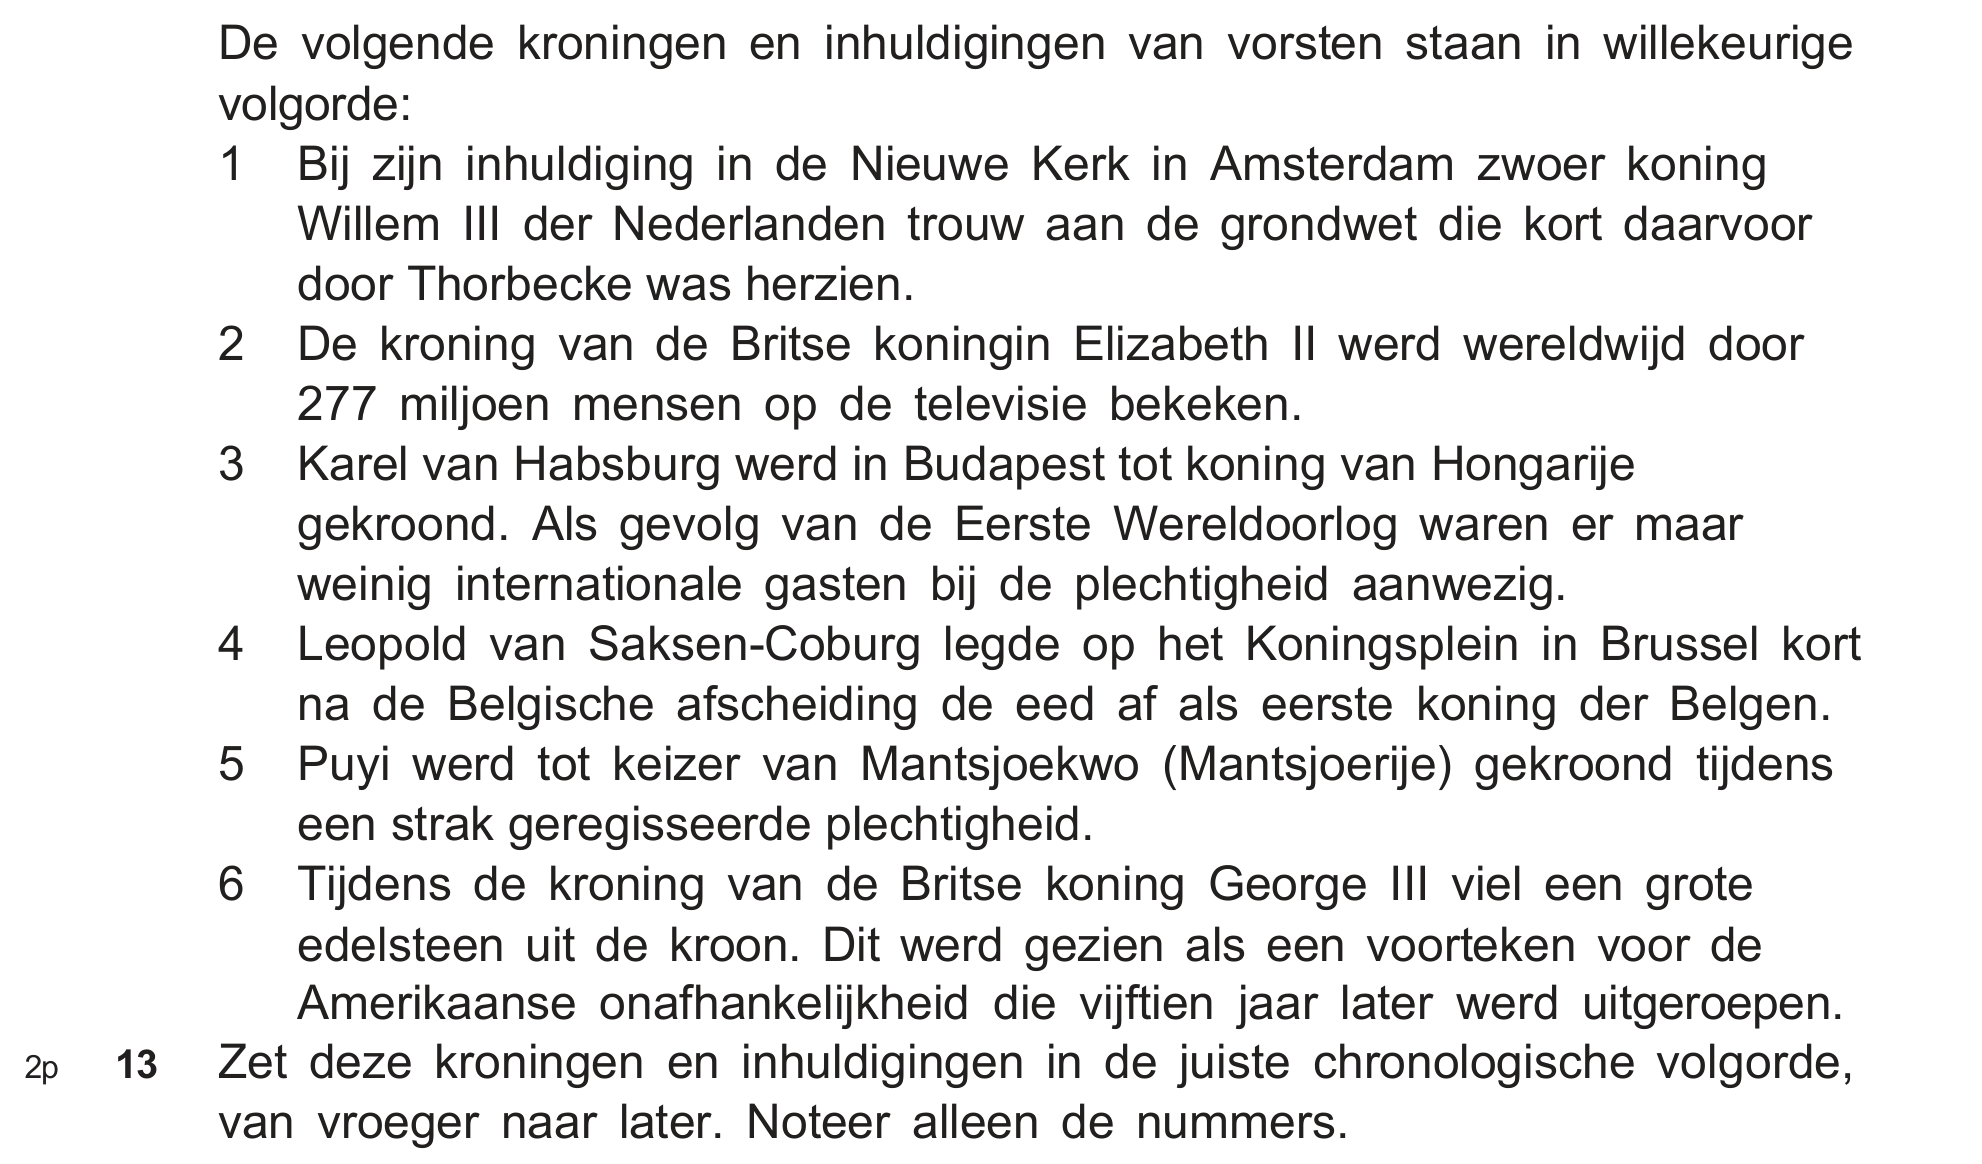 De volgende kroningen en inhuldigingen van vorsten staan in willekeurige
volgorde:
1 Bij zijn inhuldiging in de Nieuwe Kerk in Amsterdam zwoer koning
Willem III der Nederlanden trouw aan de grondwet die kort daarvoor
door Thorbecke was herzien.
2 De kroning van de Britse koningin Elizabeth II werd wereldwijd door
277 miljoen mensen op de televisie bekeken.
3 Karel van Habsburg werd in Budapest tot koning van Hongarije
gekroond. Als gevolg van de Eerste Wereldoorlog waren er maar
weinig internationale gasten bij de plechtigheid aanwezig.
4 Leopold van Saksen-Coburg legde op het Koningsplein in Brussel kort
na de Belgische afscheiding de eed af als eerste koning der Belgen.
5 Puyi werd tot keizer van Mantsjoekwo (Mantsjoerije) gekroond tijdens
een strak geregisseerde plechtigheid.
6 Tijdens de kroning van de Britse koning George III viel een grote
edelsteen uit de kroon. Dit werd gezien als een voorteken voor de
Amerikaanse onafhankelijkheid die vijftien jaar later werd uitgeroepen.
2p 13 Zet deze kroningen en inhuldigingen in de juiste chronologische volgorde,
van vroeger naar later. Noteer alleen de nummers.